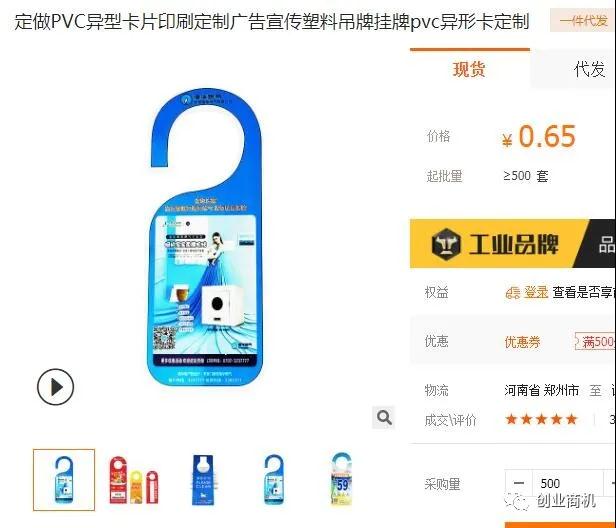 定做PVC异型卡片印刷定制广告宣传塑料吊牌挂牌pvc异形卡定制
一件代发
现货
代发
价格
¥ 0.65
起批量
≥500 套
工业品牌
品
权益
登录 查看是否享
优惠
优惠券
满500
物流
河南省 郑州市 至
成交\评价
采购量
500
59
创业商机